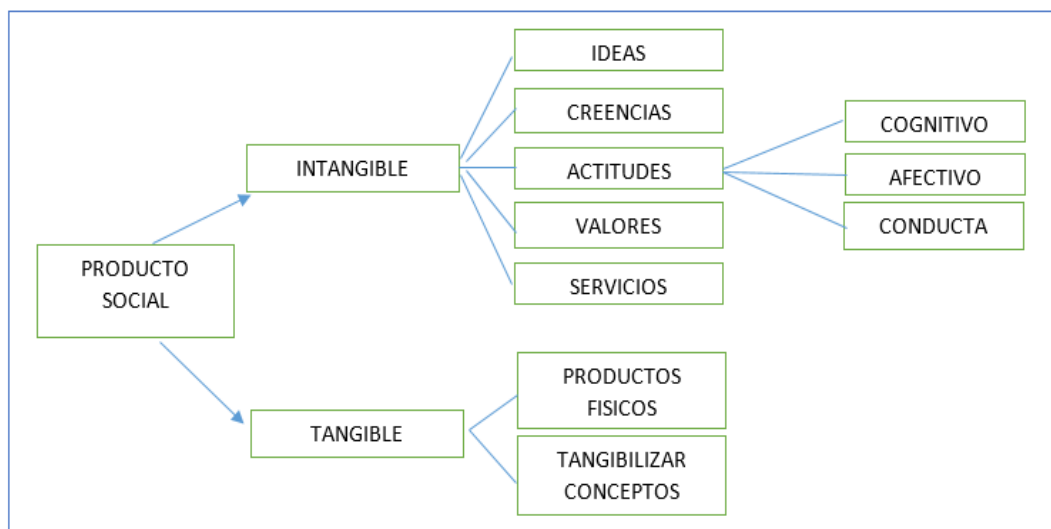 IDEAS
CREENCIAS
COGNITIVO
INTANGIBLE
ACTITUDES
AFECTIVO
VALORES
CONDUCTA
PRODUCTO
SOCIAL
SERVICIOS
PRODUCTOS
FISICOS
TANGIBLE
TANGIBILIZAR
CONCEPTOS